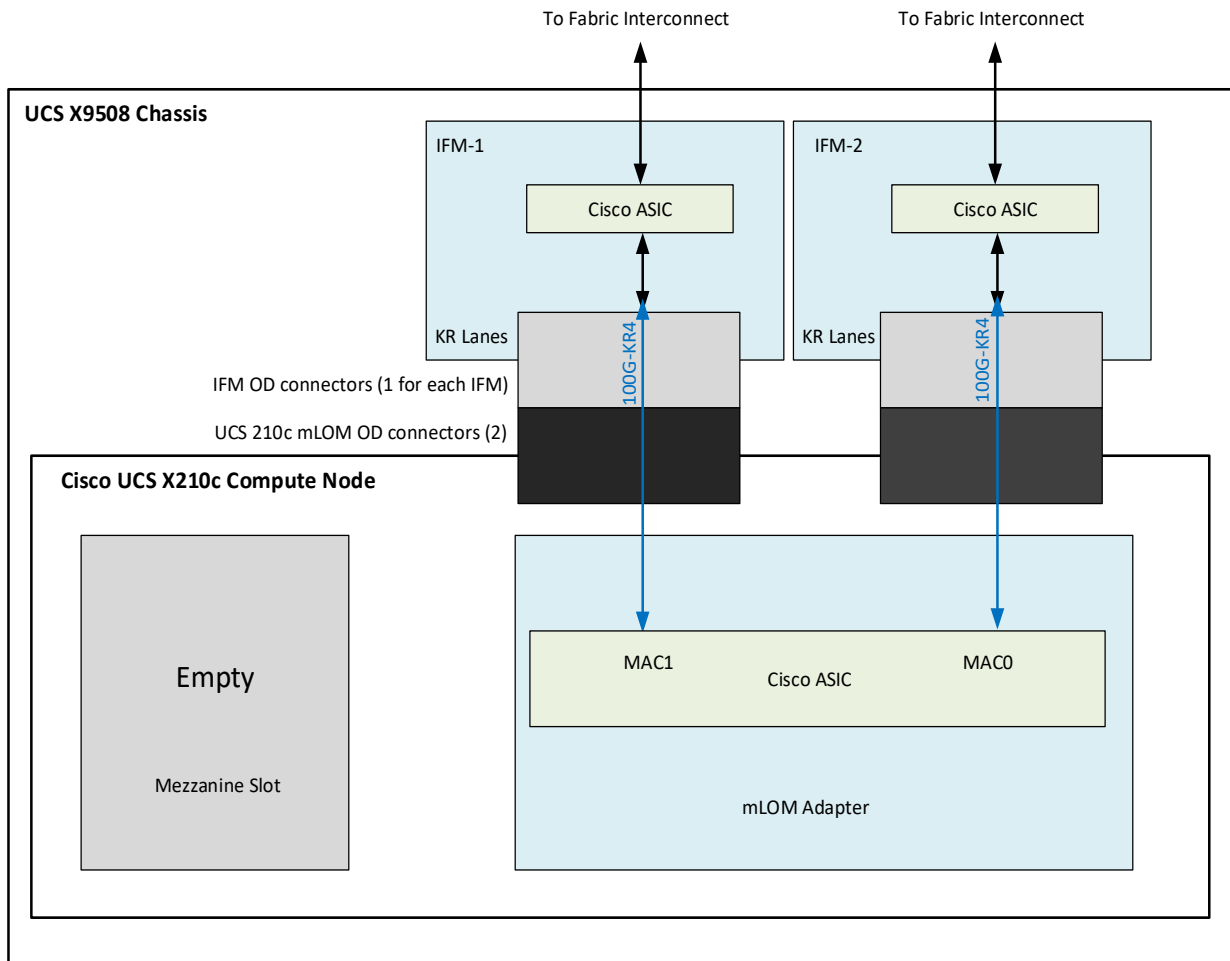 To Fabric Interconnect
To Fabric Interconnect
UCS X9508 Chassis
IFM-1
IFM-2
Cisco ASIC
Cisco ASIC
KR Lanes
100G-KR4
KR Lanes
100G-KR4
IFM OD connectors (1 for each IFM)
UCS 210c mLOM OD connectors (2)
Cisco UCS X210c Compute Node
Empty
Mezzanine Slot
MAC1
MAC0
Cisco ASIC
mLOM Adapter